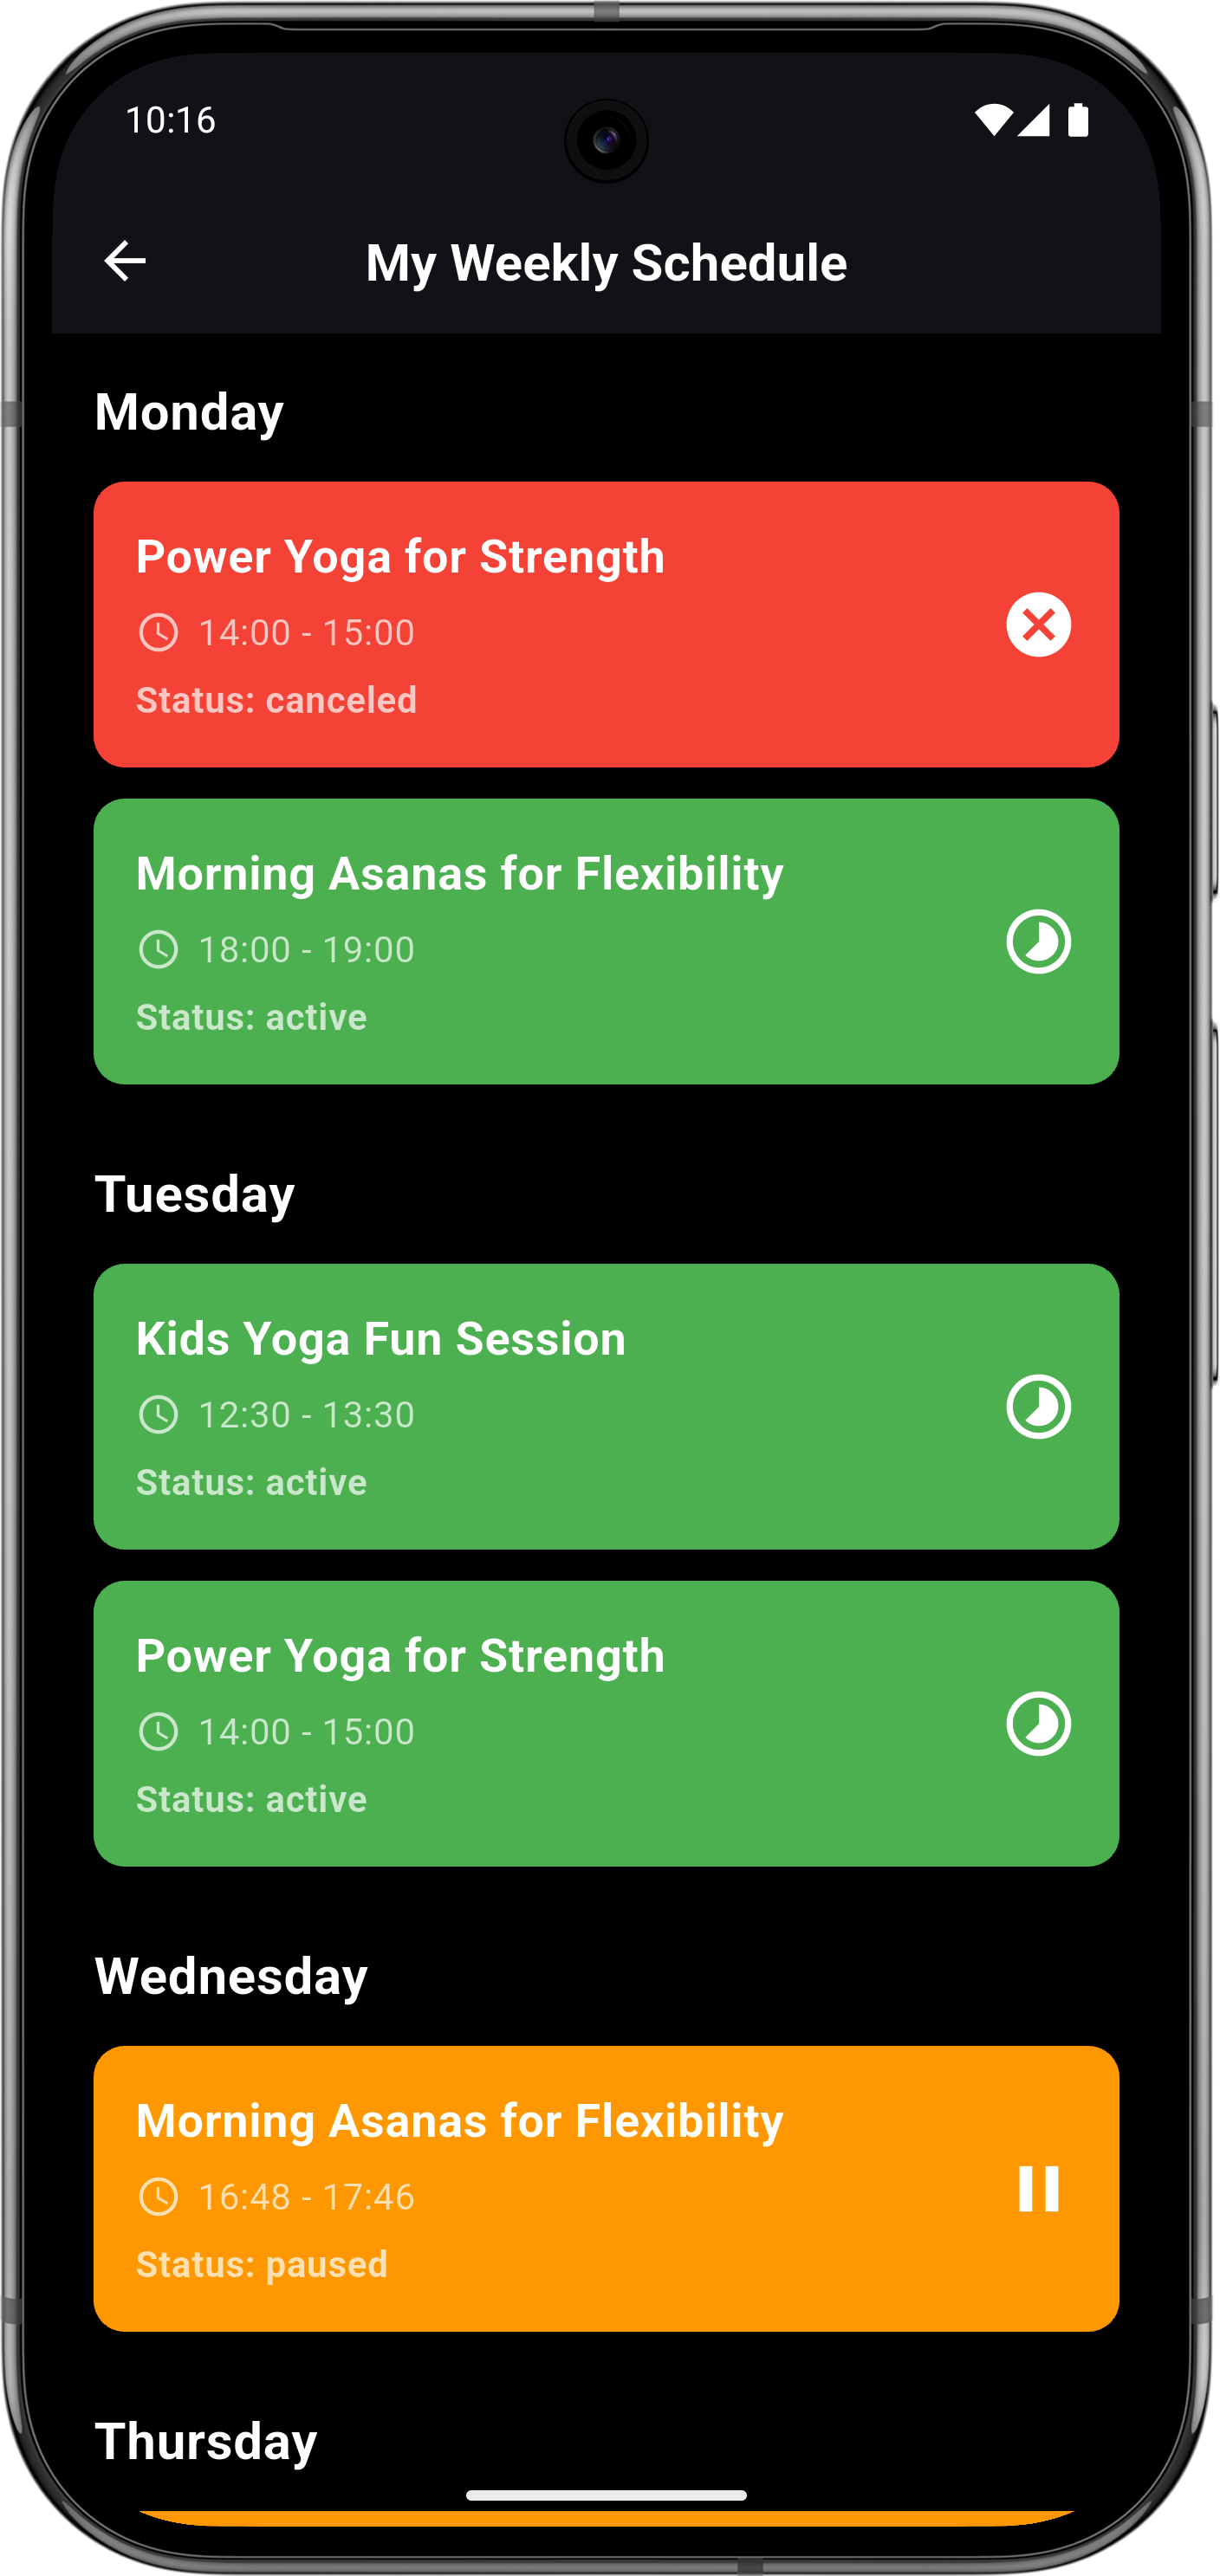 10:16
My Weekly Schedule
Monday
Power Yoga for Strength
14:00 - 15:00
Status: canceled
Morning Asanas for Flexibility
18:00 - 19:00
Status: active
Tuesday
Kids Yoga Fun Session
12:30 - 13:30
Status: active
Power Yoga for Strength
14:00 - 15:00
Status: active
Wednesday
Morning Asanas for Flexibility
16:48 - 17:46
Status: paused
Thursday